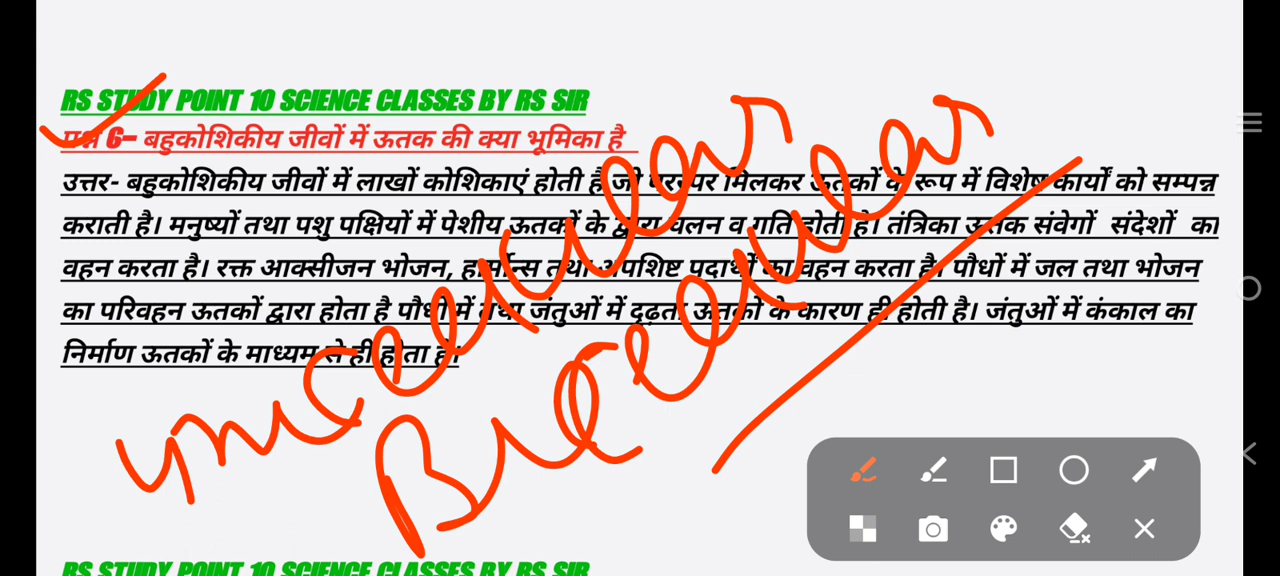 RS STUDY POINT 10 SCIENCE CLASSES BY RS SIR
प्रश्न 6- बहुकोशिकीय जीवों में ऊतक की क्या भूमिका है
उत्तर- बहुकोशिकीय जीवों में लाखों कोशिकाएं होती है जो परस्पर मिलकर ऊतकों के रूप में विशेष कार्यों को सम्पन्न
कराती है। मनुष्यों तथा पशु पक्षियों में पेशीय ऊतकों के द्वारा चलन व गति होती है। तंत्रिका ऊतक संवेगों संदेशों का
वहन करता है। रक्त आक्सीजन भोजन, हार्मोन्स तथा अपशिष्ट पदार्थों का वहन करता है। पौधों में जल तथा भोजन
का परिवहन ऊतकों द्वारा होता है पौधों में तथा जंतुओं में दृढ़ता ऊतकों के कारण ही होती है। जंतुओं में कंकाल का
निर्माण ऊतकों के माध्यम से ही होता है।
RS STUDY POINT 10 SCIENCE CLASSES BY RS SIR